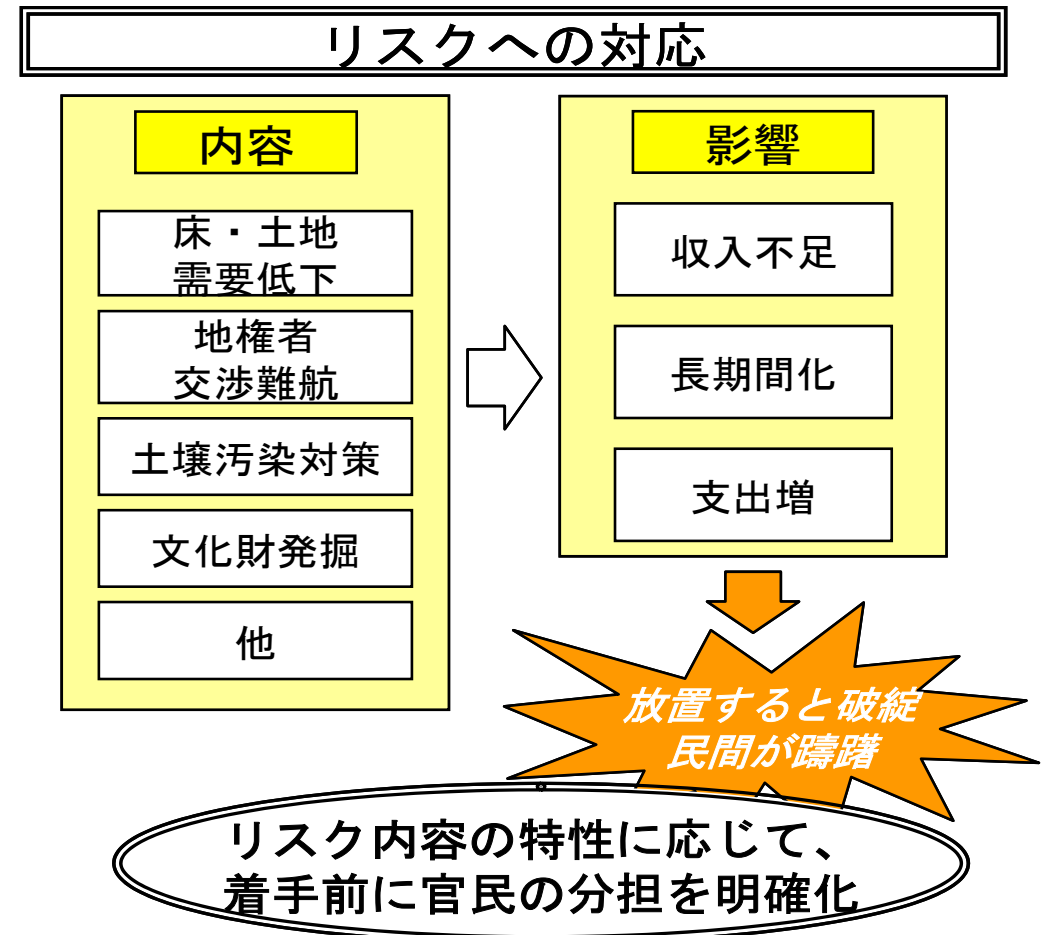 リスクへの対応
内容
床・土地
需要低下
地権者
交渉難航
土壌汚染対策
文化財発掘
他
影響
収入不足
長期間化
支出増
放置すると破綻
民間が躊躇
リスク内容の特性に応じて、
着手前に官民の分担を明確化